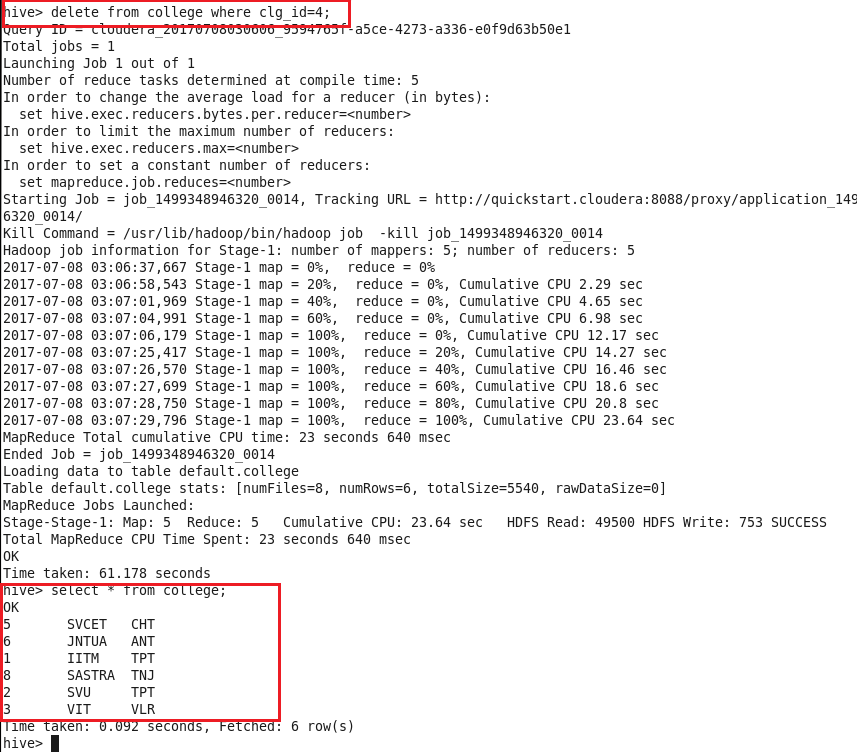 hive> delete from college where clg_id=4;
Query ID = cloudera_20170708030606_9594765f-a5ce-4273-a336-e0f9d63b50e1
Total jobs = 1
Launching Job 1 out of 1
Number of reduce tasks determined at compile time: 5
In order to change the average load for a reducer (in bytes):
  set hive.exec.reducers.bytes.per.reducer=<number>
In order to limit the maximum number of reducers:
  set hive.exec.reducers.max=<number>
In order to set a constant number of reducers:
  set mapreduce.job.reduces=<number>
Starting Job = job_1499348946320_0014, Tracking URL = http://quickstart.cloudera:8088/proxy/application_149
6320_0014/
Kill Command = /usr/lib/hadoop/bin/hadoop job  -kill job_1499348946320_0014
Hadoop job information for Stage-1: number of mappers: 5; number of reducers: 5
2017-07-08 03:06:37,667 Stage-1 map = 0%,  reduce = 0%
2017-07-08 03:06:58,543 Stage-1 map = 20%,  reduce = 0%, Cumulative CPU 2.29 sec
2017-07-08 03:07:01,969 Stage-1 map = 40%,  reduce = 0%, Cumulative CPU 4.65 sec
2017-07-08 03:07:04,991 Stage-1 map = 60%,  reduce = 0%, Cumulative CPU 6.98 sec
2017-07-08 03:07:06,179 Stage-1 map = 100%,  reduce = 0%, Cumulative CPU 12.17 sec
2017-07-08 03:07:25,417 Stage-1 map = 100%,  reduce = 20%, Cumulative CPU 14.27 sec
2017-07-08 03:07:26,570 Stage-1 map = 100%,  reduce = 40%, Cumulative CPU 16.46 sec
2017-07-08 03:07:27,699 Stage-1 map = 100%,  reduce = 60%, Cumulative CPU 18.6 sec
2017-07-08 03:07:28,750 Stage-1 map = 100%,  reduce = 80%, Cumulative CPU 20.8 sec
2017-07-08 03:07:29,796 Stage-1 map = 100%,  reduce = 100%, Cumulative CPU 23.64 sec
MapReduce Total cumulative CPU time: 23 seconds 640 msec
Ended Job = job_1499348946320_0014
Loading data to table default.college
Table default.college stats: [numFiles=8, numRows=6, totalSize=5540, rawDataSize=0]
MapReduce Jobs Launched:
Stage-Stage-1: Map: 5  Reduce: 5   Cumulative CPU: 23.64 sec   HDFS Read: 49500 HDFS Write: 753 SUCCESS
Total MapReduce CPU Time Spent: 23 seconds 640 msec
OK
Time taken: 61.178 seconds
hive> select * from college;
OK
5       SVCET   CHT
6       JNTUA   ANT
1       IITM    TPT
8       SASTRA  TNJ
2       SVU     TPT
3       VIT     VLR
Time taken: 0.092 seconds, Fetched: 6 row(s)
hive>